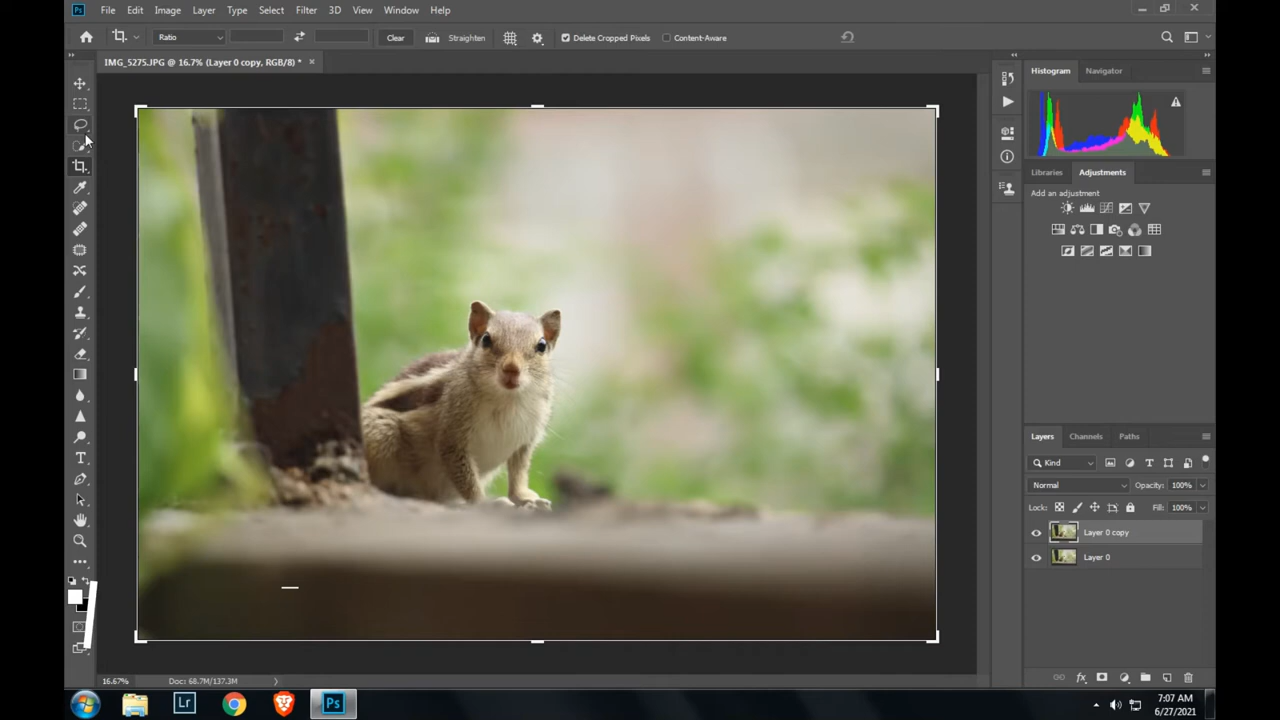 Ps File Edit Image Layer Type Select Filter 3D View Window Help
Ratio Clear Straighten Delete Cropped Pixels Content-Aware
IMG_5275.JPG @ 16.7% (Layer 0 copy, RGB/8) *
Histogram Navigator
Libraries Adjustments
Add an adjustment
Layers Channels Paths
Kind
Normal Opacity: 100%
Lock: Fill: 100%
Layer 0 copy
Layer 0
16.67% Doc: 68.7M/137.3M
Lr Ps 7:07 AM
6/27/2021